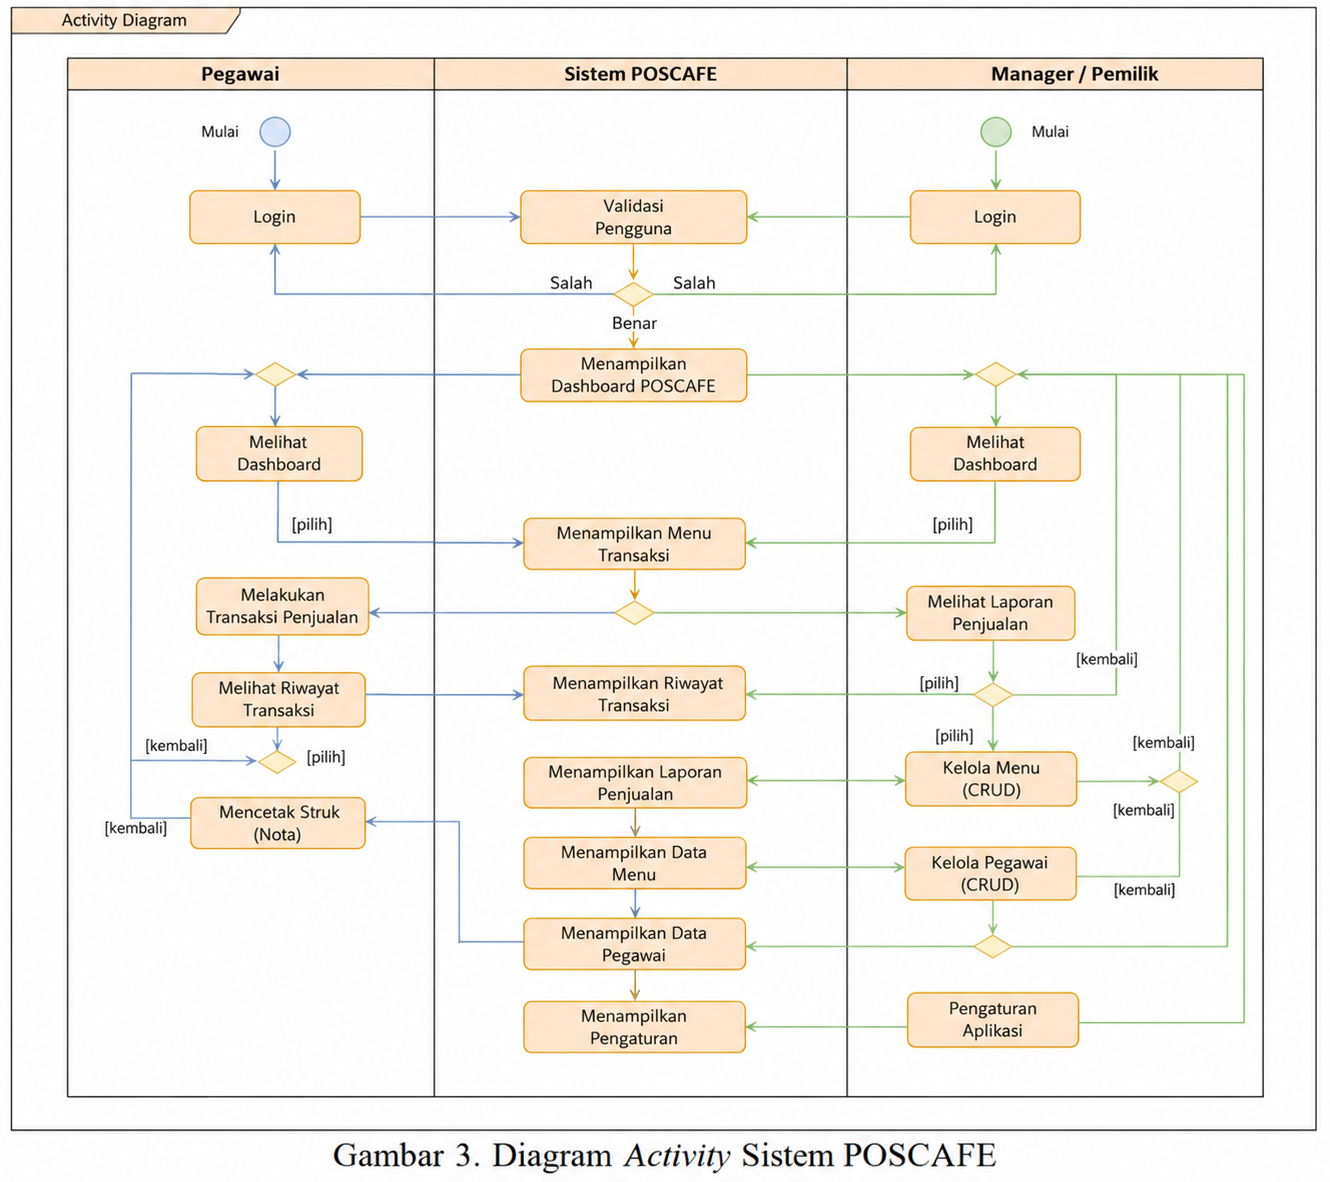 Activity Diagram
Pegawai
Sistem POSCAFE
Manager / Pemilik
Mulai
Mulai
Login
Validasi
Pengguna
Login
Salah
Salah
Benar
Menampilkan
Dashboard POSCAFE
Melihat
Dashboard
Melihat
Dashboard
[pilih]
Menampilkan Menu
Transaksi
[pilih]
Melakukan
Transaksi Penjualan
Melihat Laporan
Penjualan
[kembali]
Melihat Riwayat
Transaksi
Menampilkan Riwayat
Transaksi
[pilih]
[pilih]
[kembali]
[kembali]
[pilih]
Menampilkan Laporan
Penjualan
Kelola Menu
(CRUD)
[kembali]
Mencetak Struk
(Nota)
[kembali]
Menampilkan Data
Menu
Kelola Pegawai
(CRUD)
[kembali]
Menampilkan Data
Pegawai
Menampilkan
Pengaturan
Pengaturan
Aplikasi
Gambar 3. Diagram Activity Sistem POSCAFE